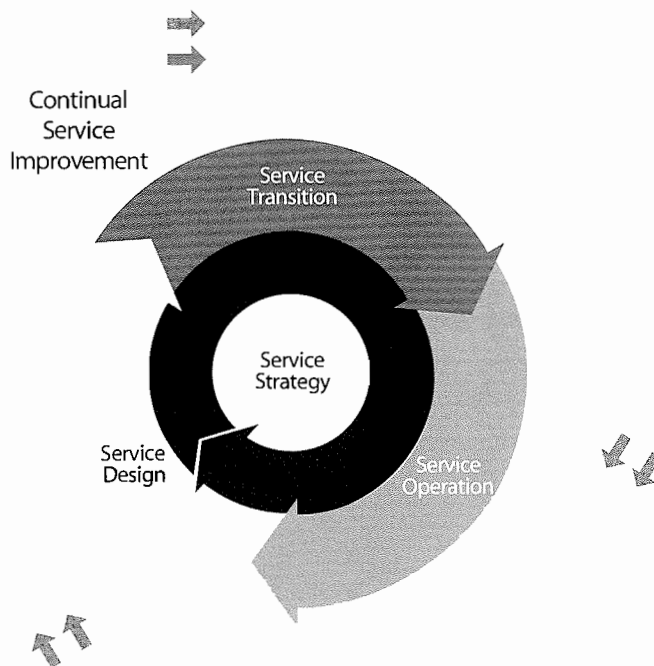 Continual
Service
Improvement
Service
Transition
Service
Strategy
Service
Design
Service
Operation